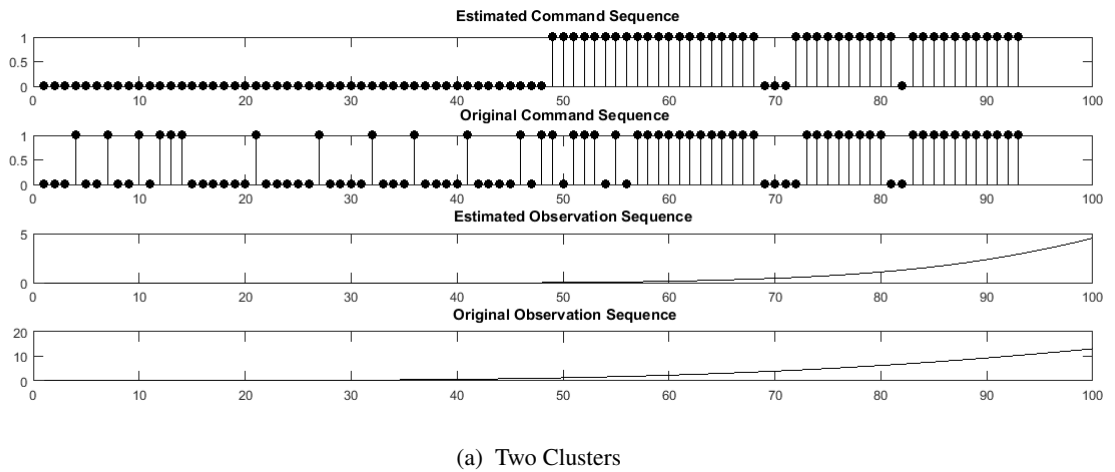 Estimated Command Sequence
1
0.5
0
0 10 20 30 40 50 60 70 80 90 100
Original Command Sequence
1
0.5
0
0 10 20 30 40 50 60 70 80 90 100
Estimated Observation Sequence
5
0
0 10 20 30 40 50 60 70 80 90 100
Original Observation Sequence
20
10
0
0 10 20 30 40 50 60 70 80 90 100
(a) Two Clusters